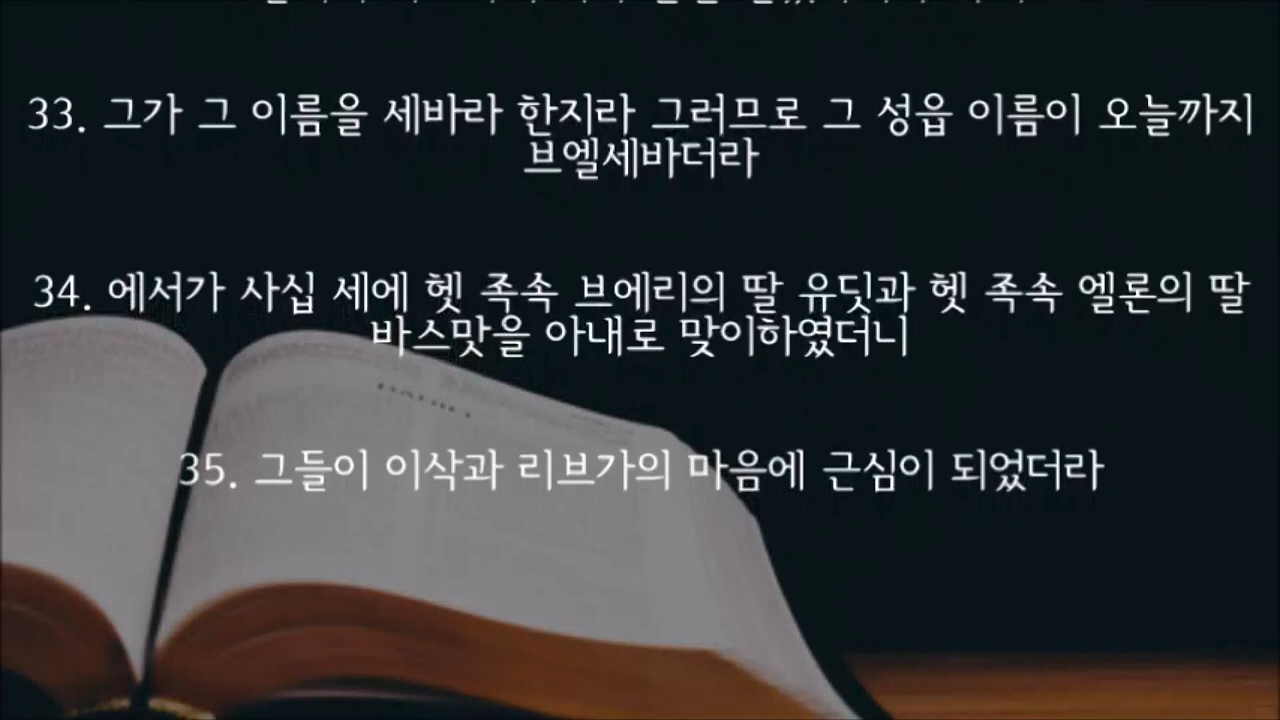 33. 그가 그 이름을 세바라 한지라 그러므로 그 성읍 이름이 오늘까지
브엘세바더라
34. 에서가 사십 세에 헷 족속 브에리의 딸 유딧과 헷 족속 엘론의 딸
바스맛을 아내로 맞이하였더니
35. 그들이 이삭과 리브가의 마음에 근심이 되었더라